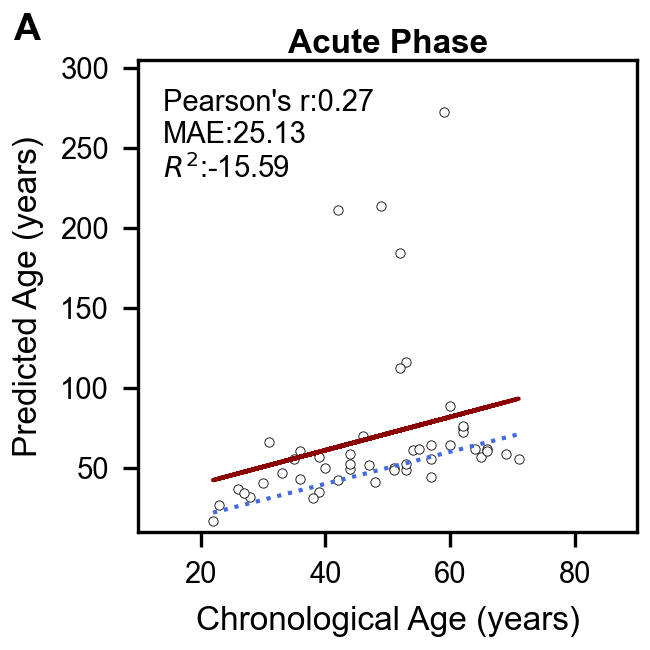 A
Acute Phase
Pearson's r:0.27
MAE:25.13
R²:-15.59
Predicted Age (years)
300
250
200
150
100
50
20 40 60 80
Chronological Age (years)